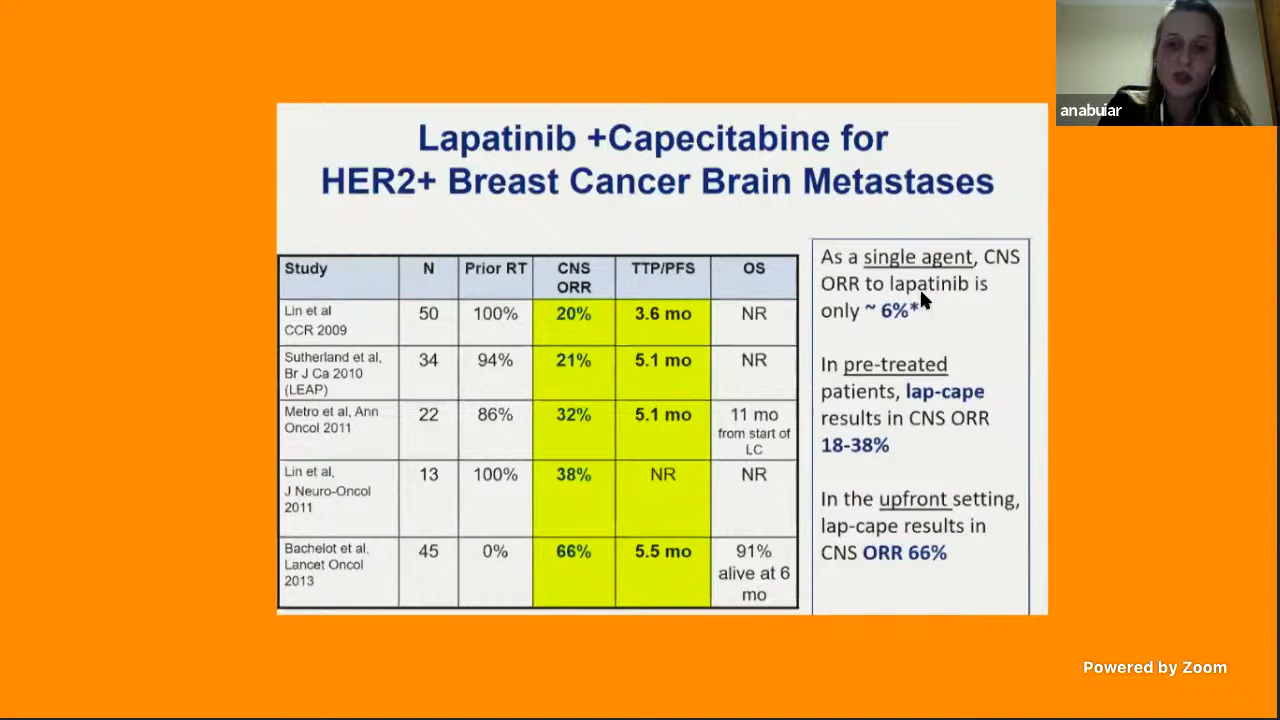 anabuiar
Lapatinib +Capecitabine for
HER2+ Breast Cancer Brain Metastases
Study N Prior RT CNS ORR TTP/PFS OS
Lin et al CCR 2009 50 100% 20% 3.6 mo NR
Sutherland et al, Br J Ca 2010 (LEAP) 34 94% 21% 5.1 mo NR
Metro et al, Ann Oncol 2011 22 86% 32% 5.1 mo 11 mo from start of LC
Lin et al, J Neuro-Oncol 2011 13 100% 38% NR NR
Bachelot et al, Lancet Oncol 2013 45 0% 66% 5.5 mo 91% alive at 6 mo
As a single agent, CNS
ORR to lapatinib is
only ~ 6%*
In pre-treated
patients, lap-cape
results in CNS ORR
18-38%
In the upfront setting,
lap-cape results in
CNS ORR 66%
Powered by Zoom